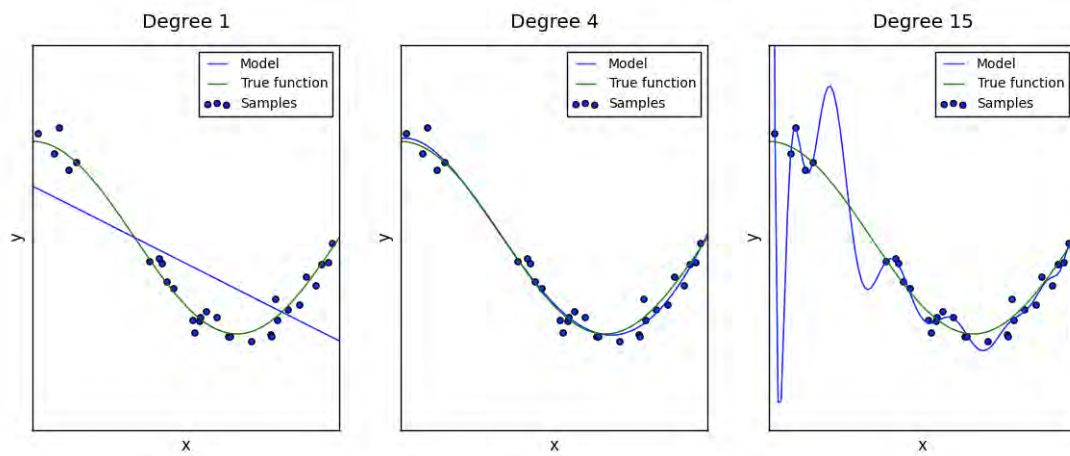 Degree 1
Model
True function
Samples
y
x
Degree 4
Model
True function
Samples
y
x
Degree 15
Model
True function
Samples
y
x